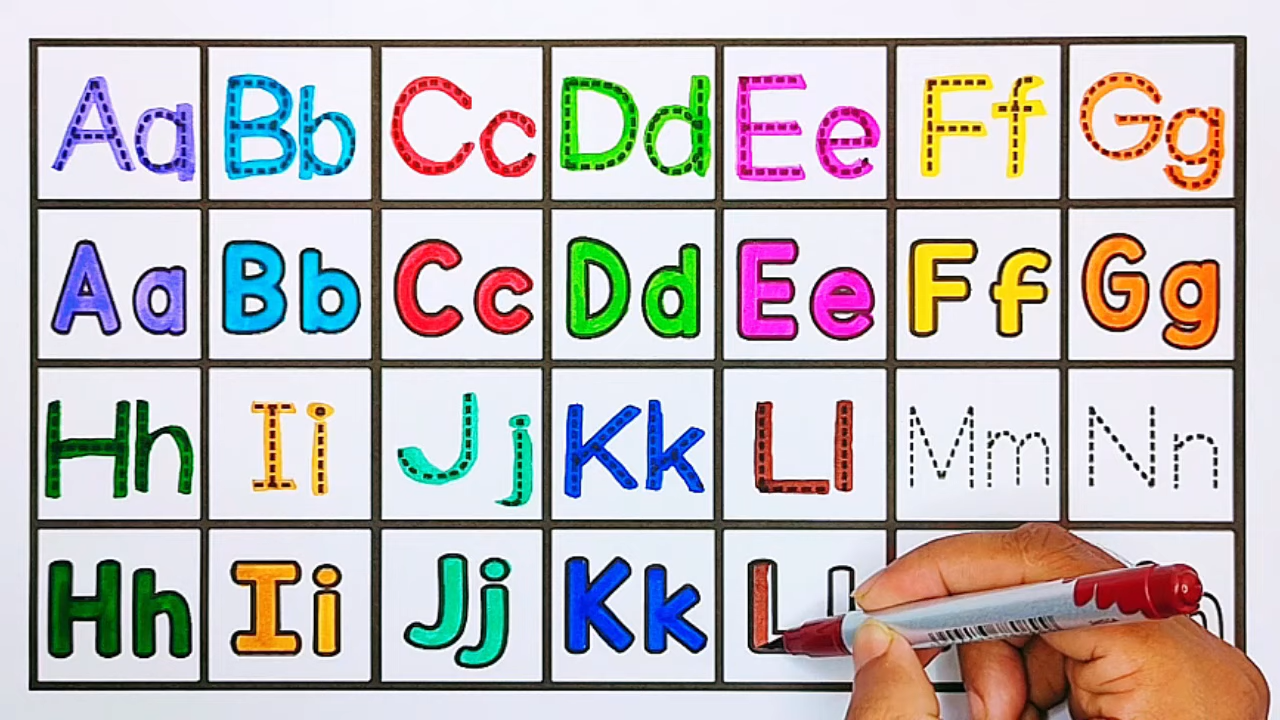 Aa Bb Cc Dd Ee Ff Gg
Aa Bb Cc Dd Ee Ff Gg
Hh Ii Jj Kk Ll Mm Nn
Hh Ii Jj Kk Ll